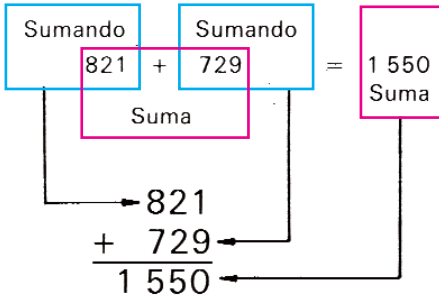 Sumando Sumando
821 + 729 = 1 550
Suma Suma
821
+ 729
1 550